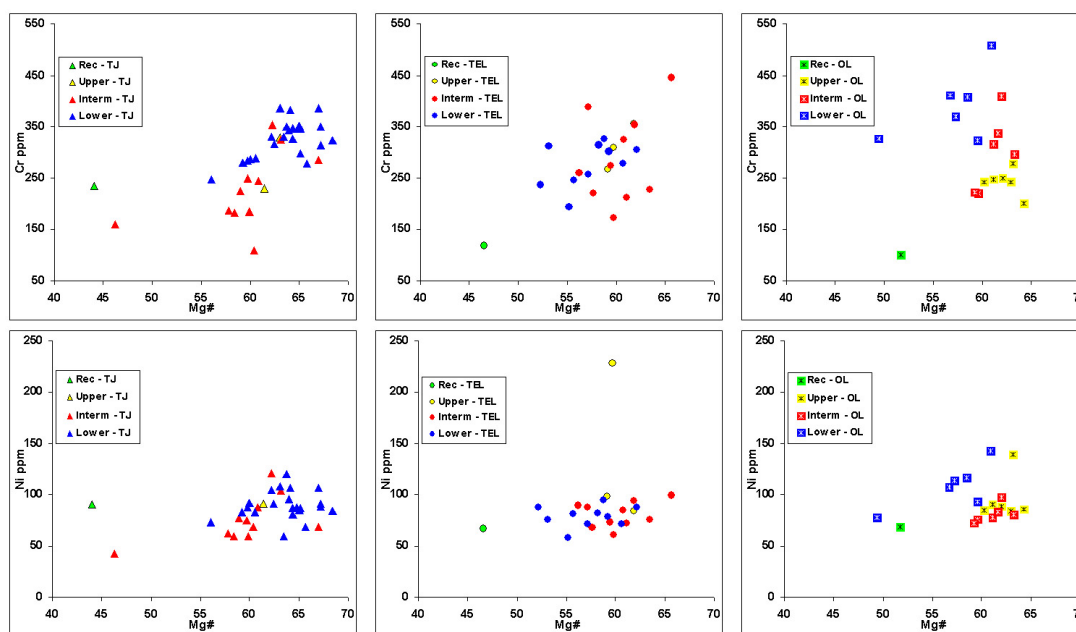 Cr ppm
550
450
350
250
150
50
Rec - TJ
Upper - TJ
Interm - TJ
Lower - TJ
40 45 50 55 60 65 70
Mg#
Cr ppm
550
450
350
250
150
50
Rec - TEL
Upper - TEL
Interm - TEL
Lower - TEL
40 45 50 55 60 65 70
Mg#
Cr ppm
550
450
350
250
150
50
Rec - OL
Upper - OL
Interm - OL
Lower - OL
40 45 50 55 60 65 70
Mg#
Ni ppm
250
200
150
100
50
0
Rec - TJ
Upper - TJ
Interm - TJ
Lower - TJ
40 45 50 55 60 65 70
Mg#
Ni ppm
250
200
150
100
50
0
Rec - TEL
Upper - TEL
Interm - TEL
Lower - TEL
40 45 50 55 60 65 70
Mg#
Ni ppm
250
200
150
100
50
0
Rec - OL
Upper - OL
Interm - OL
Lower - OL
40 45 50 55 60 65 70
Mg#